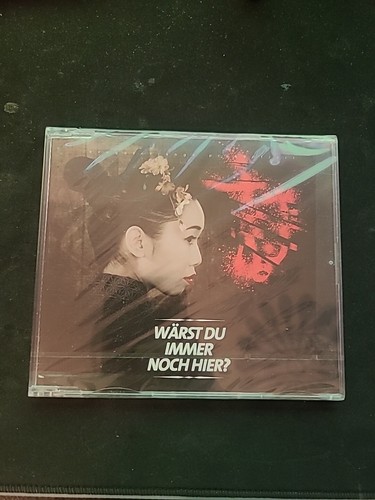 WÄRST DU
IMMER
NOCH HIER?